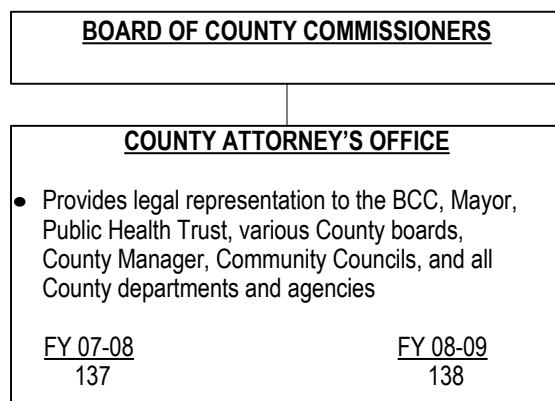 BOARD OF COUNTY COMMISSIONERS
COUNTY ATTORNEY’S OFFICE
• Provides legal representation to the BCC, Mayor,
Public Health Trust, various County boards,
County Manager, Community Councils, and all
County departments and agencies
FY 07-08 FY 08-09
137 138